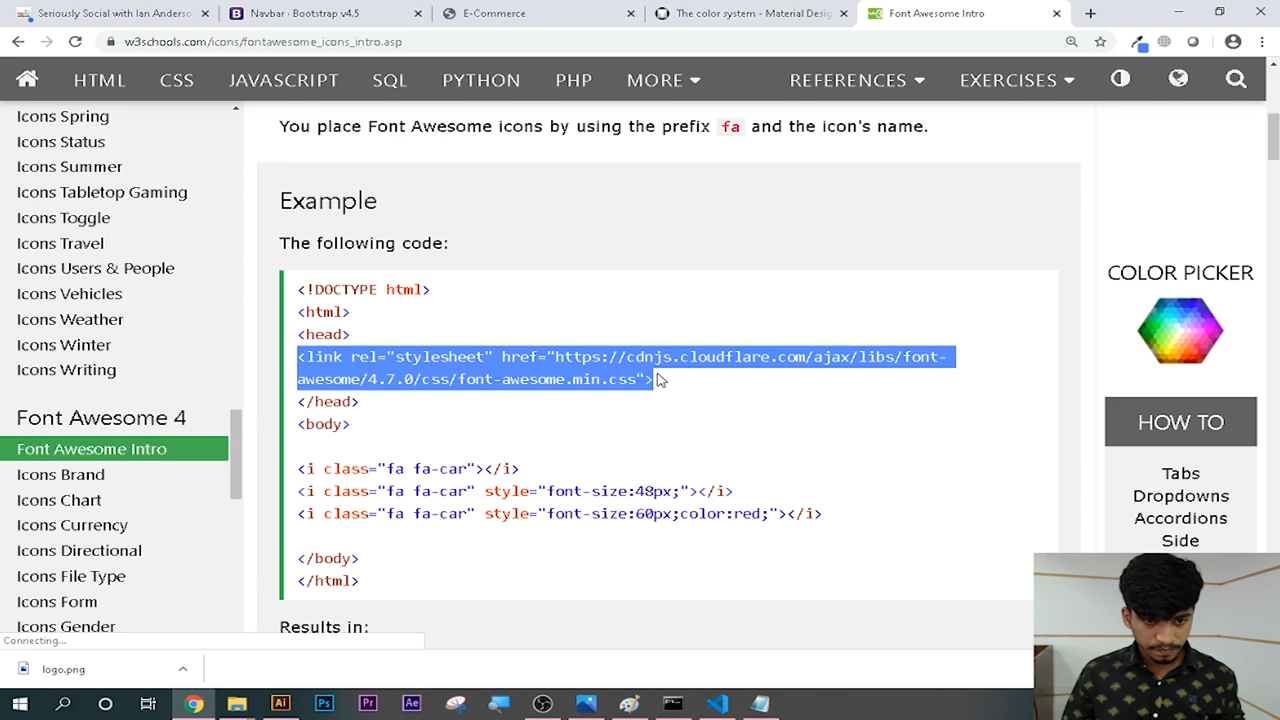 Seriously Social with Ian Anderso
Navbar · Bootstrap v4.5
E-Commerce
The color system - Material Desig
Font Awesome Intro
w3schools.com/icons/fontawesome_icons_intro.asp
HTML CSS JAVASCRIPT SQL PYTHON PHP MORE REFERENCES EXERCISES
Icons Spring
Icons Status
Icons Summer
Icons Tabletop Gaming
Icons Toggle
Icons Travel
Icons Users & People
Icons Vehicles
Icons Weather
Icons Winter
Icons Writing
Font Awesome 4
Font Awesome Intro
Icons Brand
Icons Chart
Icons Currency
Icons Directional
Icons File Type
Icons Form
Icons Gender
You place Font Awesome icons by using the prefix fa and the icon's name.
Example
The following code:
<!DOCTYPE html>
<html>
<head>
<link rel="stylesheet" href="https://cdnjs.cloudflare.com/ajax/libs/font-
awesome/4.7.0/css/font-awesome.min.css">
</head>
<body>
<i class="fa fa-car"></i>
<i class="fa fa-car" style="font-size:48px;"></i>
<i class="fa fa-car" style="font-size:60px;color:red;"></i>
</body>
</html>
Results in:
COLOR PICKER
HOW TO
Tabs
Dropdowns
Accordions
Side
Connecting...
logo.png
Ai Ps Pr Ae